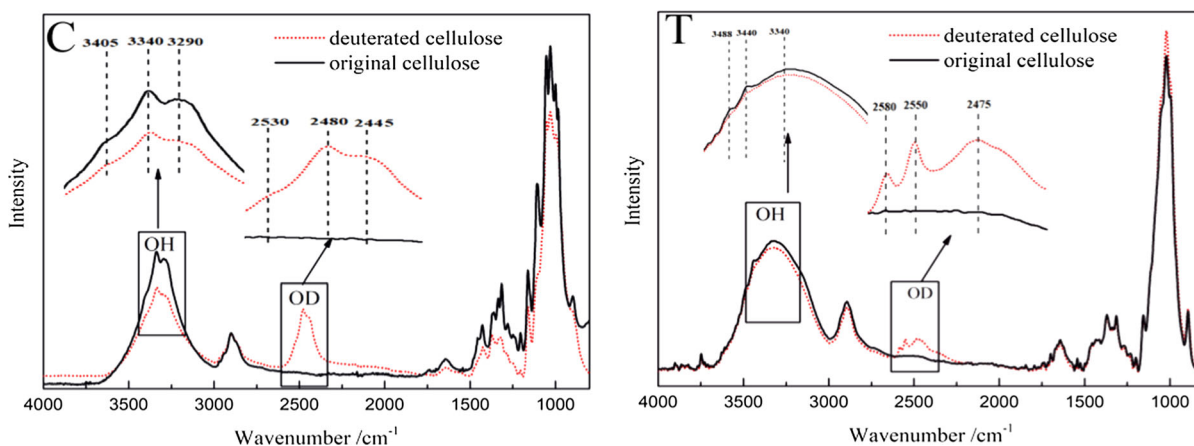 C
3405 3340 3290
deuterated cellulose
original cellulose
2530 2480 2445
OH
OD
Intensity
4000 3500 3000 2500 2000 1500 1000
Wavenumber /cm⁻¹
T
3488 3440 3340
deuterated cellulose
original cellulose
2580 2550 2475
OH
OD
Intensity
4000 3500 3000 2500 2000 1500 1000
Wavenumber /cm⁻¹